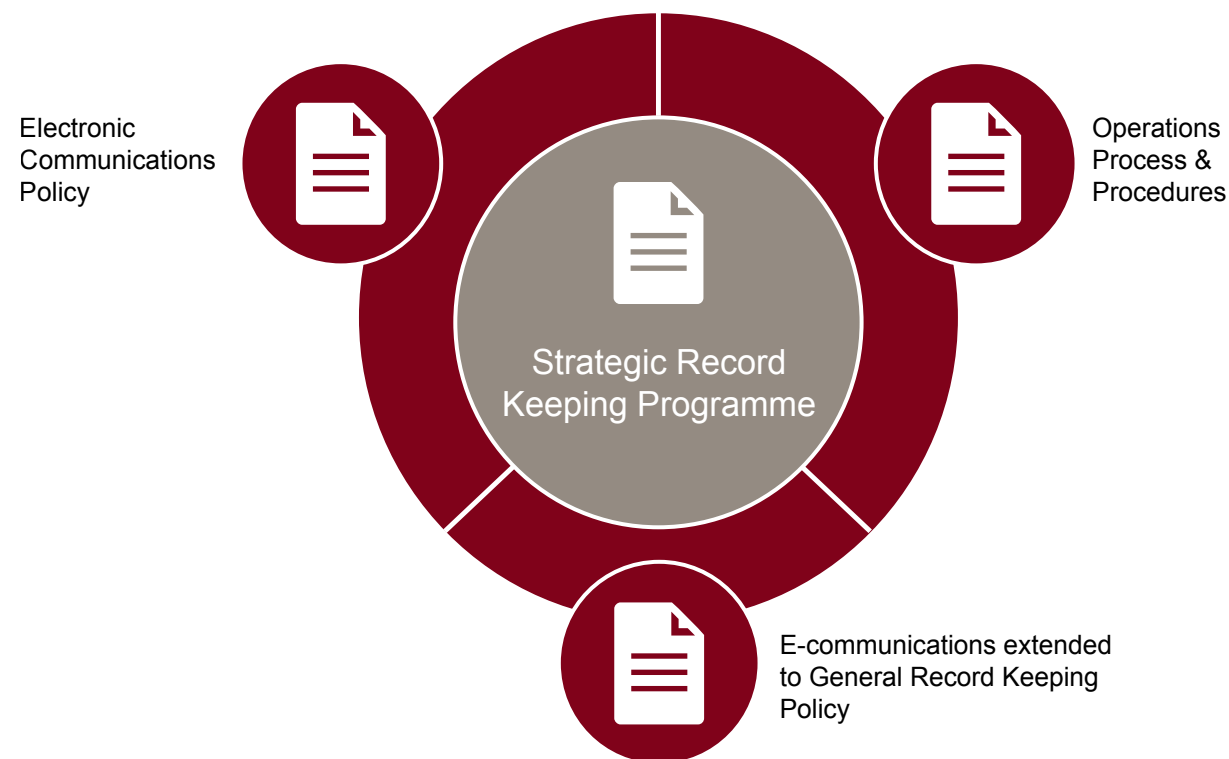 Electronic
Communications
Policy
Operations
Process &
Procedures
Strategic Record
Keeping Programme
E-communications extended
to General Record Keeping
Policy